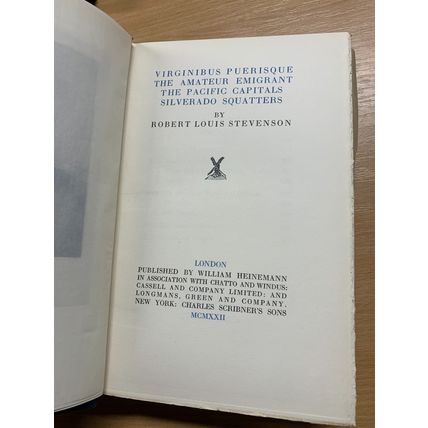 VIRGINIBUS PUERISQUE
THE AMATEUR EMIGRANT
THE PACIFIC CAPITALS
SILVERADO SQUATTERS
BY
ROBERT LOUIS STEVENSON
LONDON
PUBLISHED BY WILLIAM HEINEMANN
IN ASSOCIATION WITH CHATTO AND WINDUS:
CASSELL AND COMPANY LIMITED: AND
LONGMANS, GREEN AND COMPANY.
NEW YORK: CHARLES SCRIBNER'S SONS
MCMXXII